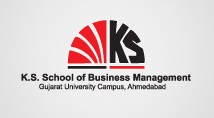 KS
K.S. School of Business Management
Gujarat University Campus, Ahmedabad